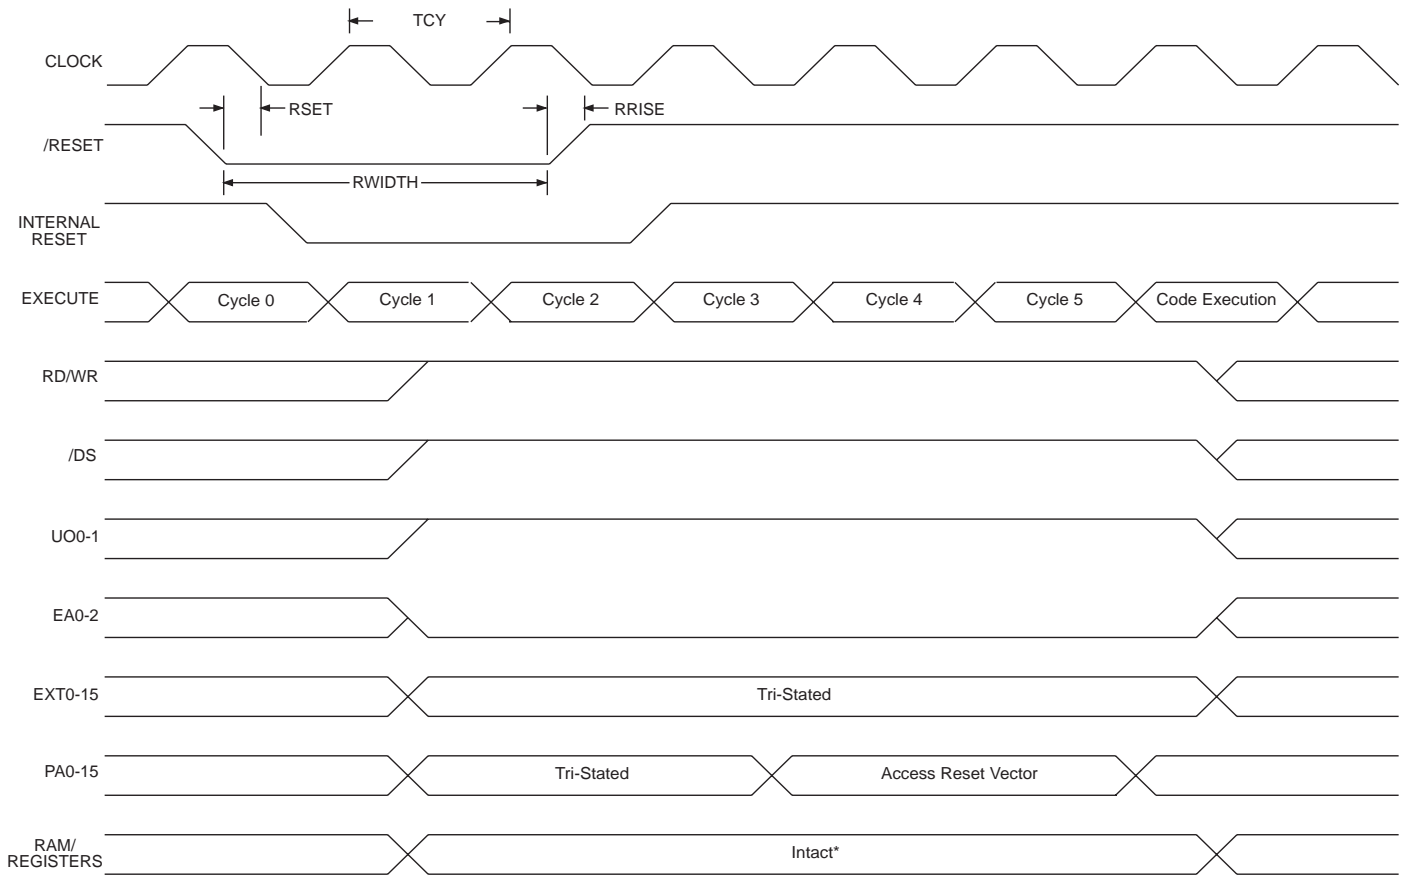 TCY
CLOCK
RSET
RRISE
/RESET
RWIDTH
INTERNAL
RESET
EXECUTE
Cycle 0
Cycle 1
Cycle 2
Cycle 3
Cycle 4
Cycle 5
Code Execution
RD/WR
/DS
UO0-1
EA0-2
EXT0-15
Tri-Stated
PA0-15
Tri-Stated
Access Reset Vector
RAM/
REGISTERS
Intact*